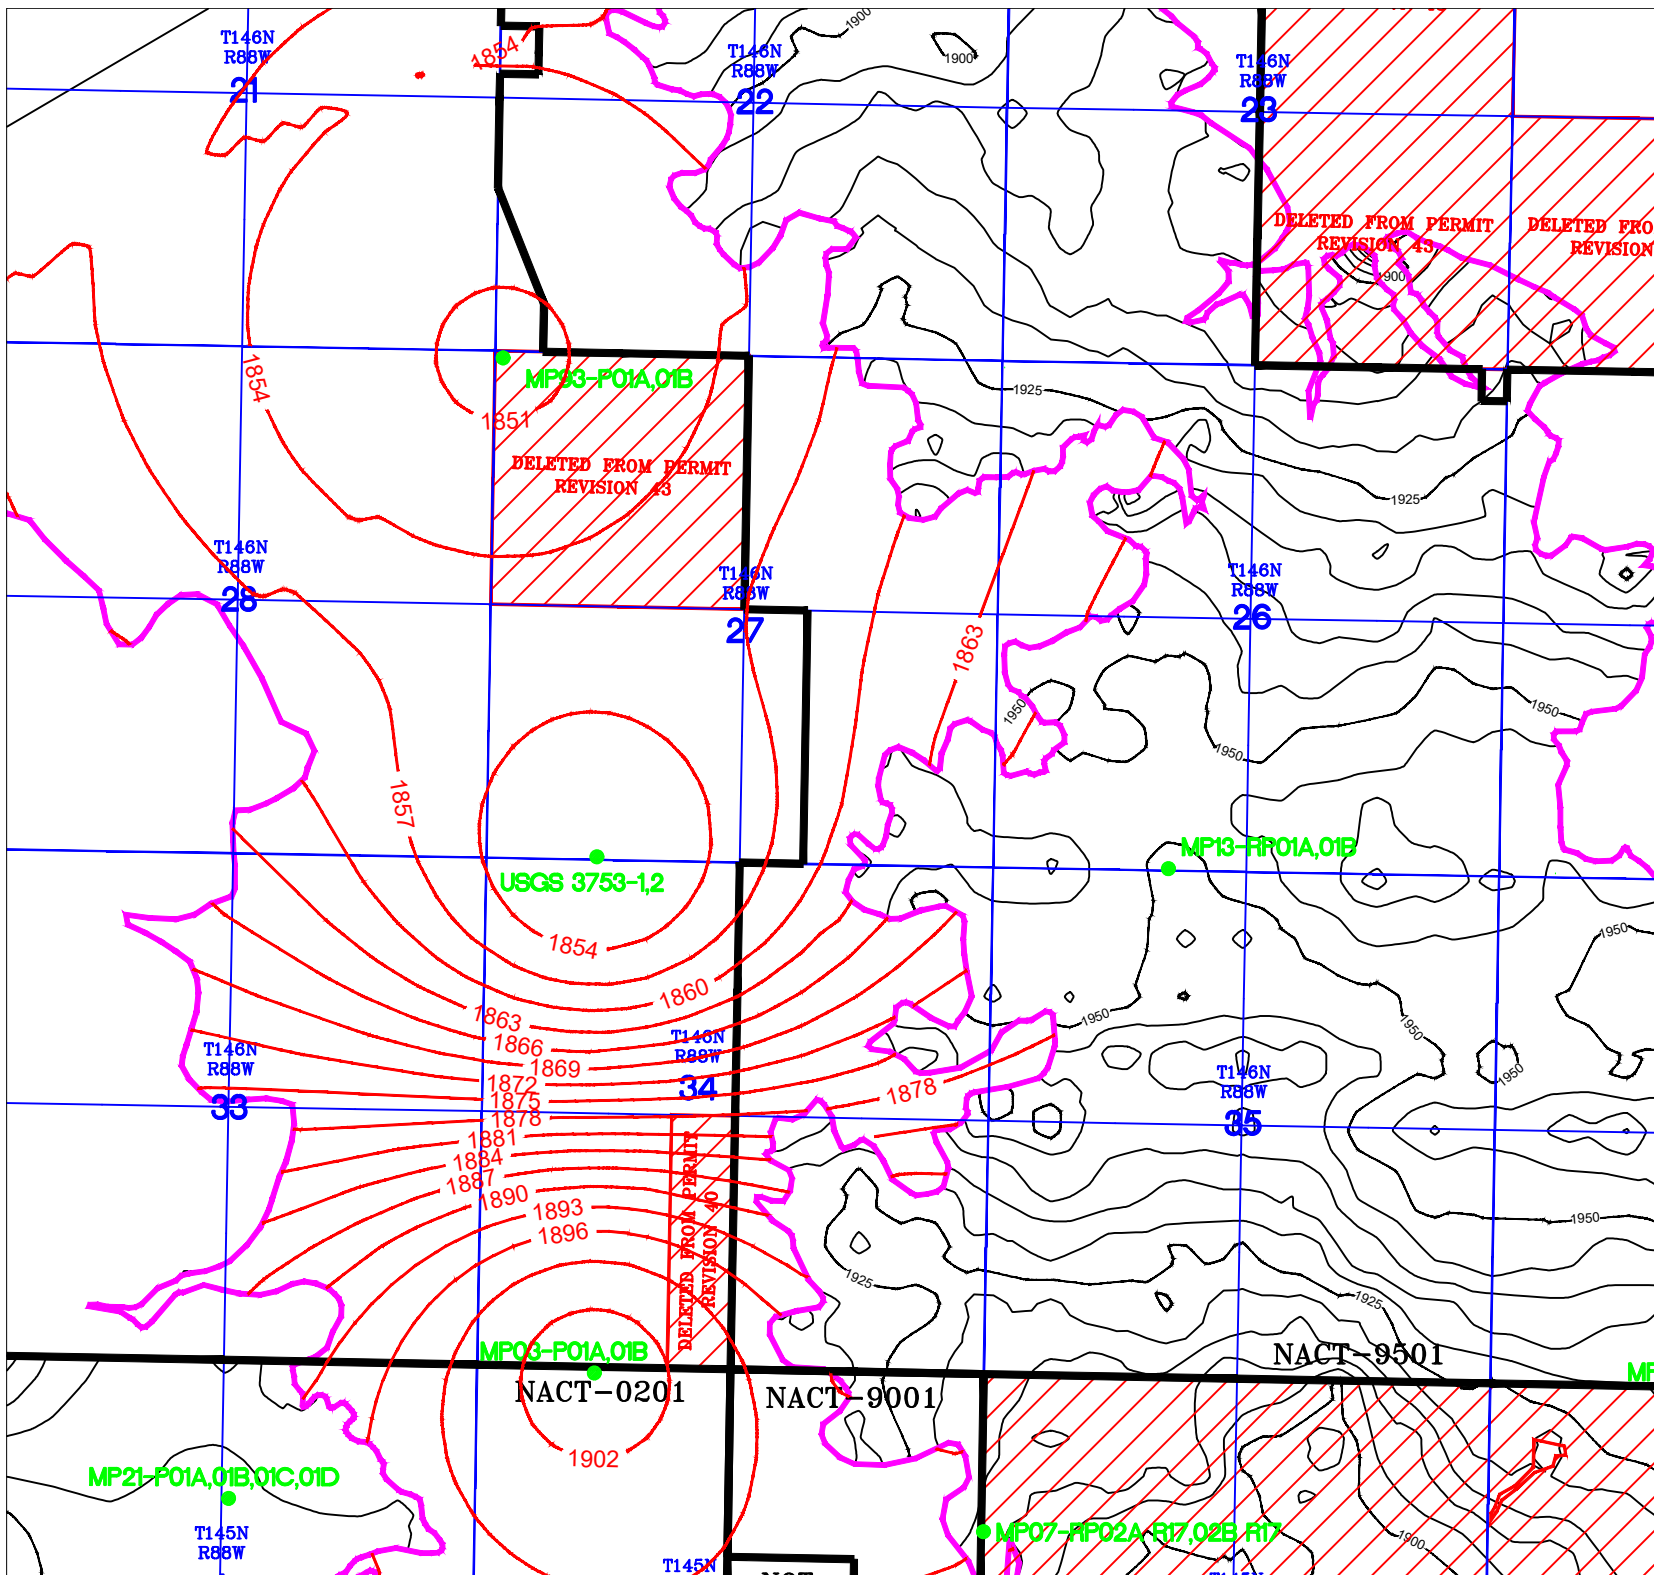 1900
T146N
R88W
21
1854
T146N
R88W
22
1900
T146N
R88W
23
DELETED FROM PERMIT
REVISION 43
DELETED FRO
REVISION
1900
1854
MP93-P01A,01B
1851
1925
DELETED FROM PERMIT
REVISION 43
1925
T146N
R88W
28
T146N
R88W
27
T146N
R88W
26
1863
1950
1950
1950
1857
MP13-RP01A,01B
USGS 3753-1,2
1854
1950
1860
1863
1950
1950
1866
T146N
R88W
34
T146N
R88W
33
1869
1872
1875
1878
1878
1950
T146N
R88W
35
1881
1884
1887
1890
1893
1896
DELETED FROM PERMIT
REVISION 40
1950
1925
1925
MP03-P01A,01B
NACT-0201
NACT-9001
NACT-9501
MP
1902
MP21-P01A,01B,01C,01D
T145N
R88W
MP07-RP02A R17,02B R17
1900
T145N